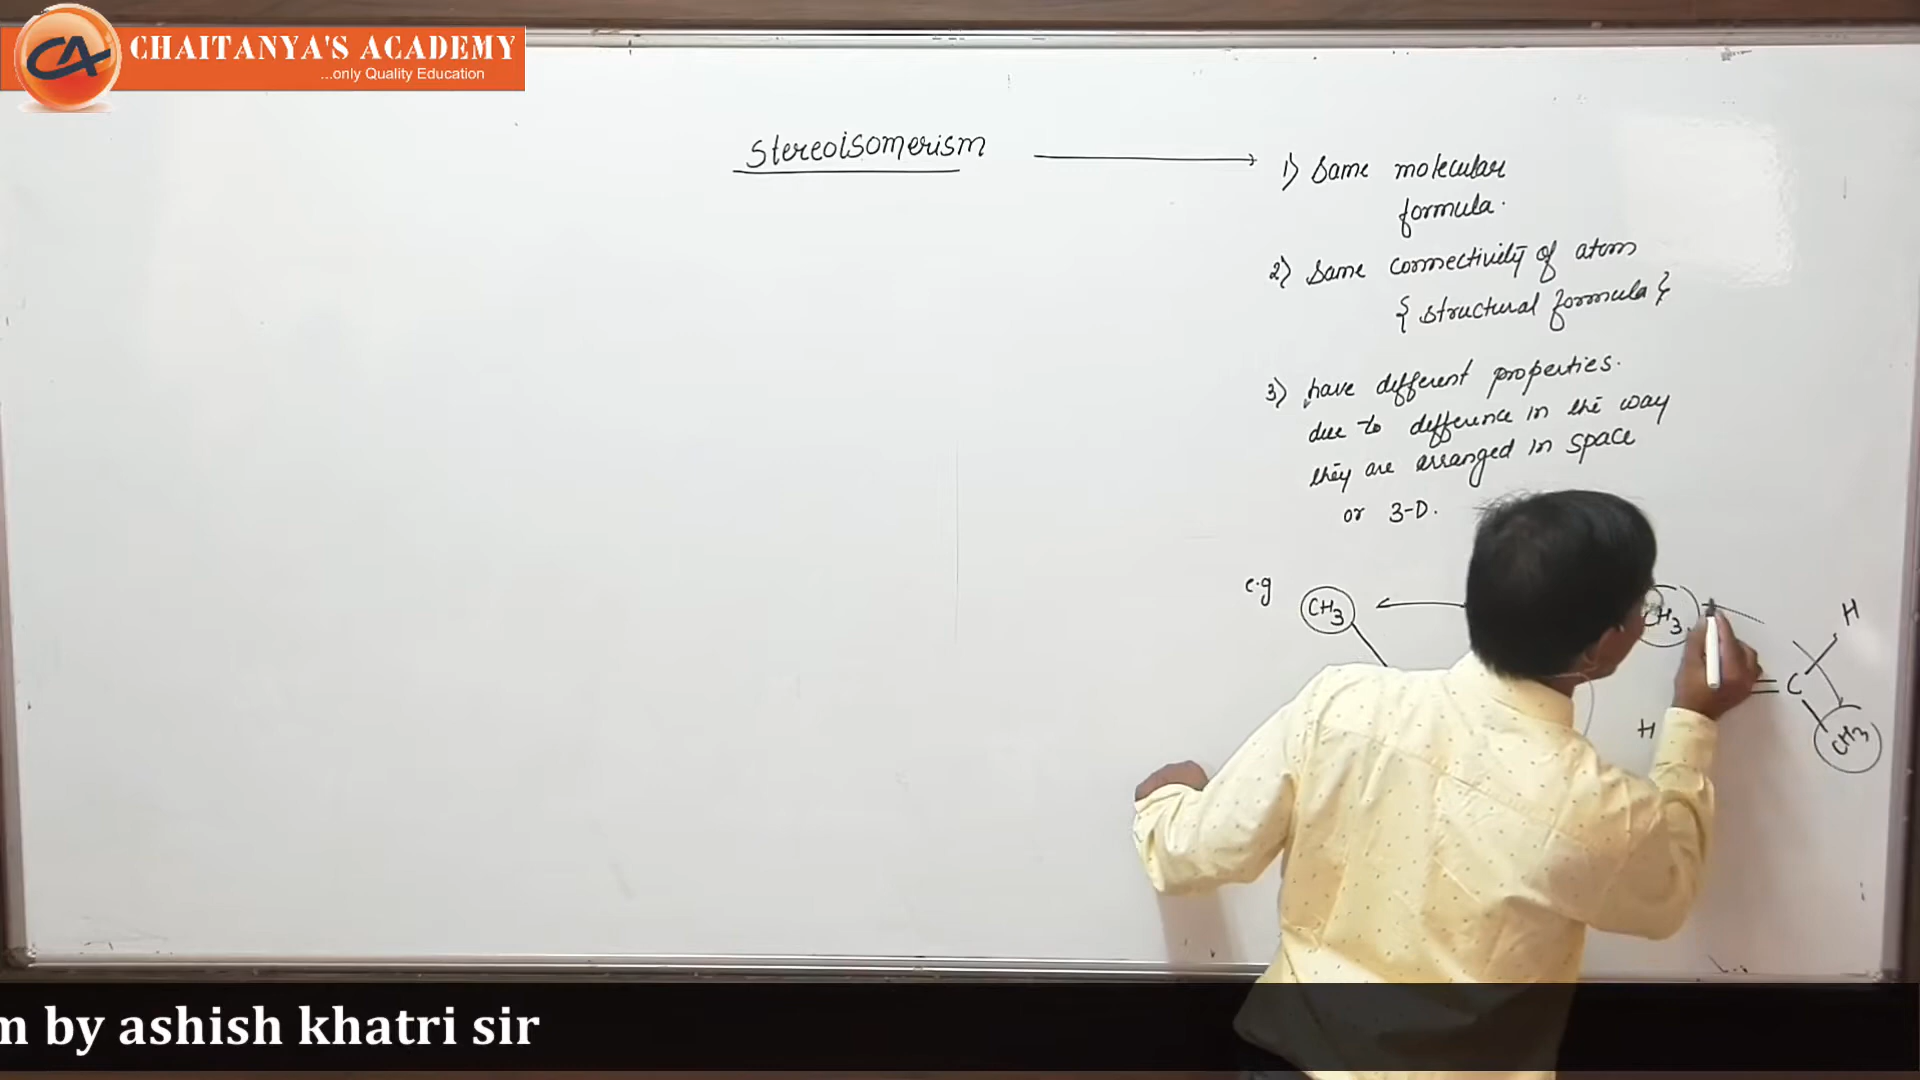 CHAITANYA'S ACADEMY
...only Quality Education
Stereoisomerism
1) Same molecular
formula.
2) Same connectivity of atom
{ structural formula }
3) have different properties.
due to difference in the way
they are arranged in space
or 3-D.
e.g
CH3
CH3
H
C
H
CH3
m by ashish khatri sir